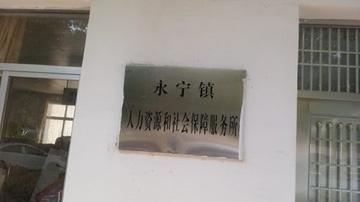 永宁镇
人力资源和社会保障服务所